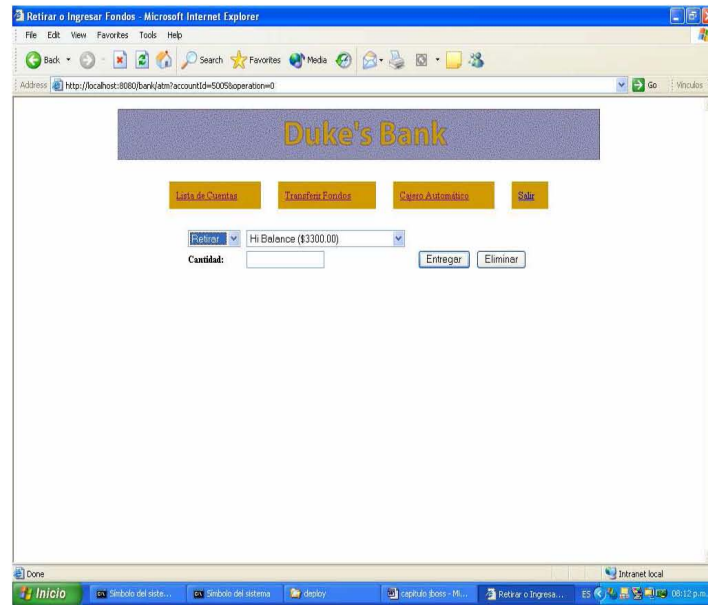 Retirar o Ingresar Fondos - Microsoft Internet Explorer
File Edit View Favorites Tools Help
Back Search Favorites Media
Address http://localhost:8080/bank/atm?accountId=5005&operation=0 Go Vínculos
Duke's Bank
Lista de Cuentas Transferir Fondos Cajero Automático Salir
Retirar Hi Balance ($3300.00)
Cantidad: Entregar Eliminar
Done Intranet local
Inicio Símbolo del siste... Símbolo del sistema deploy capitulo jboss - Mi... Retirar o Ingresa... ES 08:12 p.m.